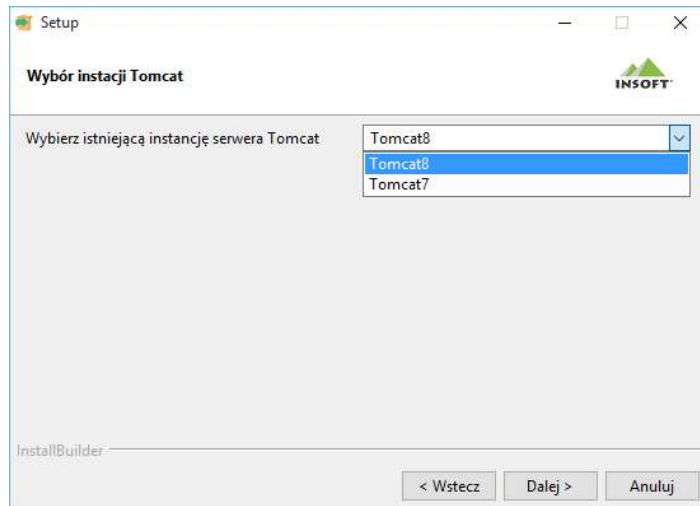 Setup
Wybór instacji Tomcat
INSOFT
Wybierz istniejącą instancję serwera Tomcat
Tomcat8
Tomcat8
Tomcat7
InstallBuilder
< Wstecz
Dalej >
Anuluj